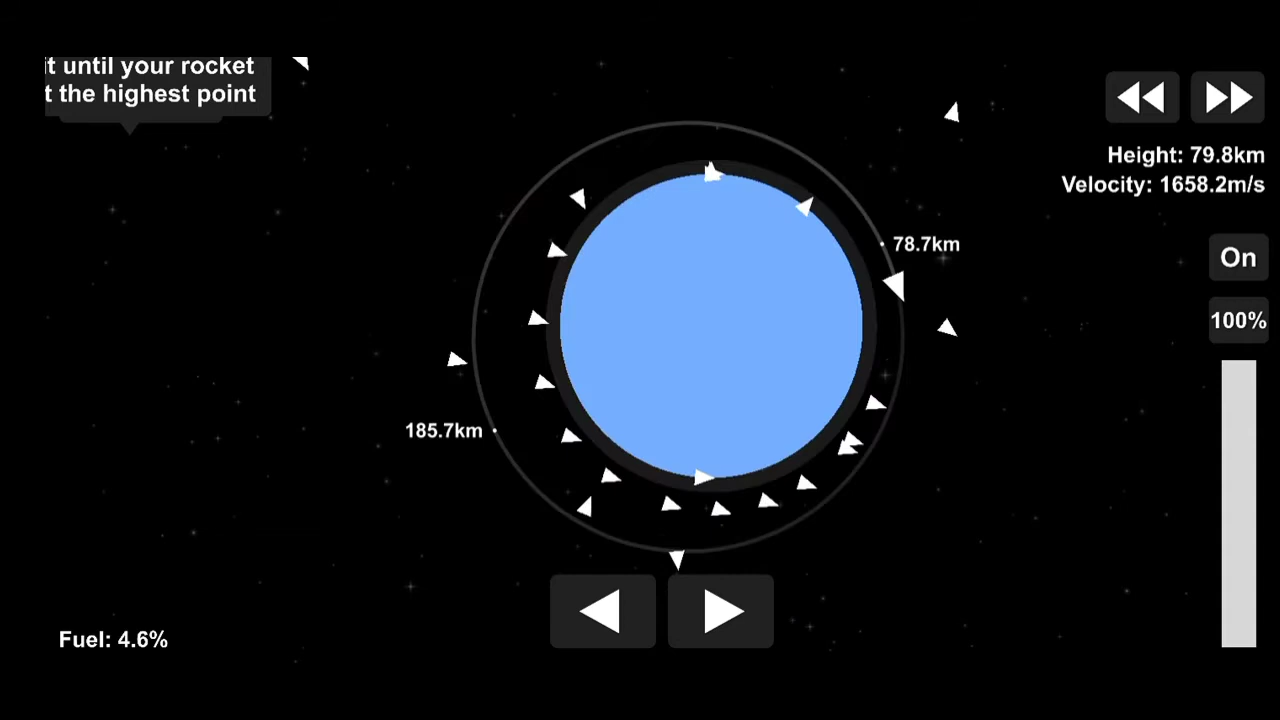 it until your rocket
t the highest point
Height: 79.8km
Velocity: 1658.2m/s
78.7km
On
100%
185.7km
Fuel: 4.6%